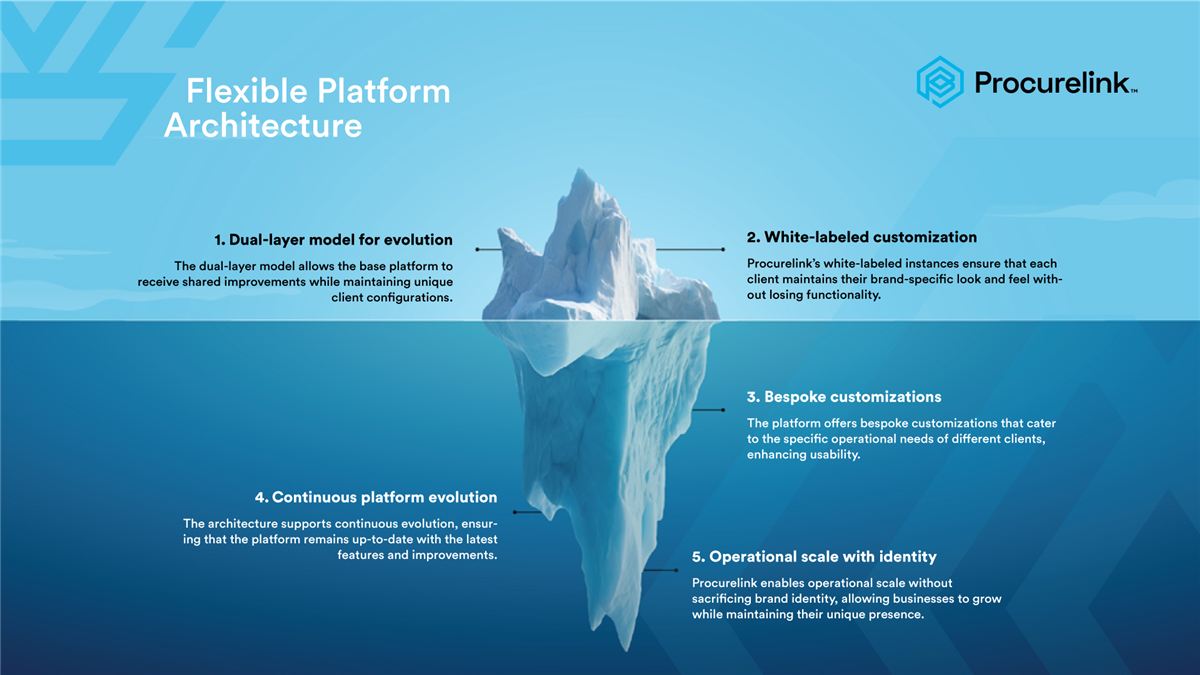 Flexible Platform
Architecture
Procurelink™
1. Dual-layer model for evolution
The dual-layer model allows the base platform to
receive shared improvements while maintaining unique
client configurations.
2. White-labeled customization
Procurelink’s white-labeled instances ensure that each
client maintains their brand-specific look and feel with-
out losing functionality.
3. Bespoke customizations
The platform offers bespoke customizations that cater
to the specific operational needs of different clients,
enhancing usability.
4. Continuous platform evolution
The architecture supports continuous evolution, ensur-
ing that the platform remains up-to-date with the latest
features and improvements.
5. Operational scale with identity
Procurelink enables operational scale without
sacrificing brand identity, allowing businesses to grow
while maintaining their unique presence.